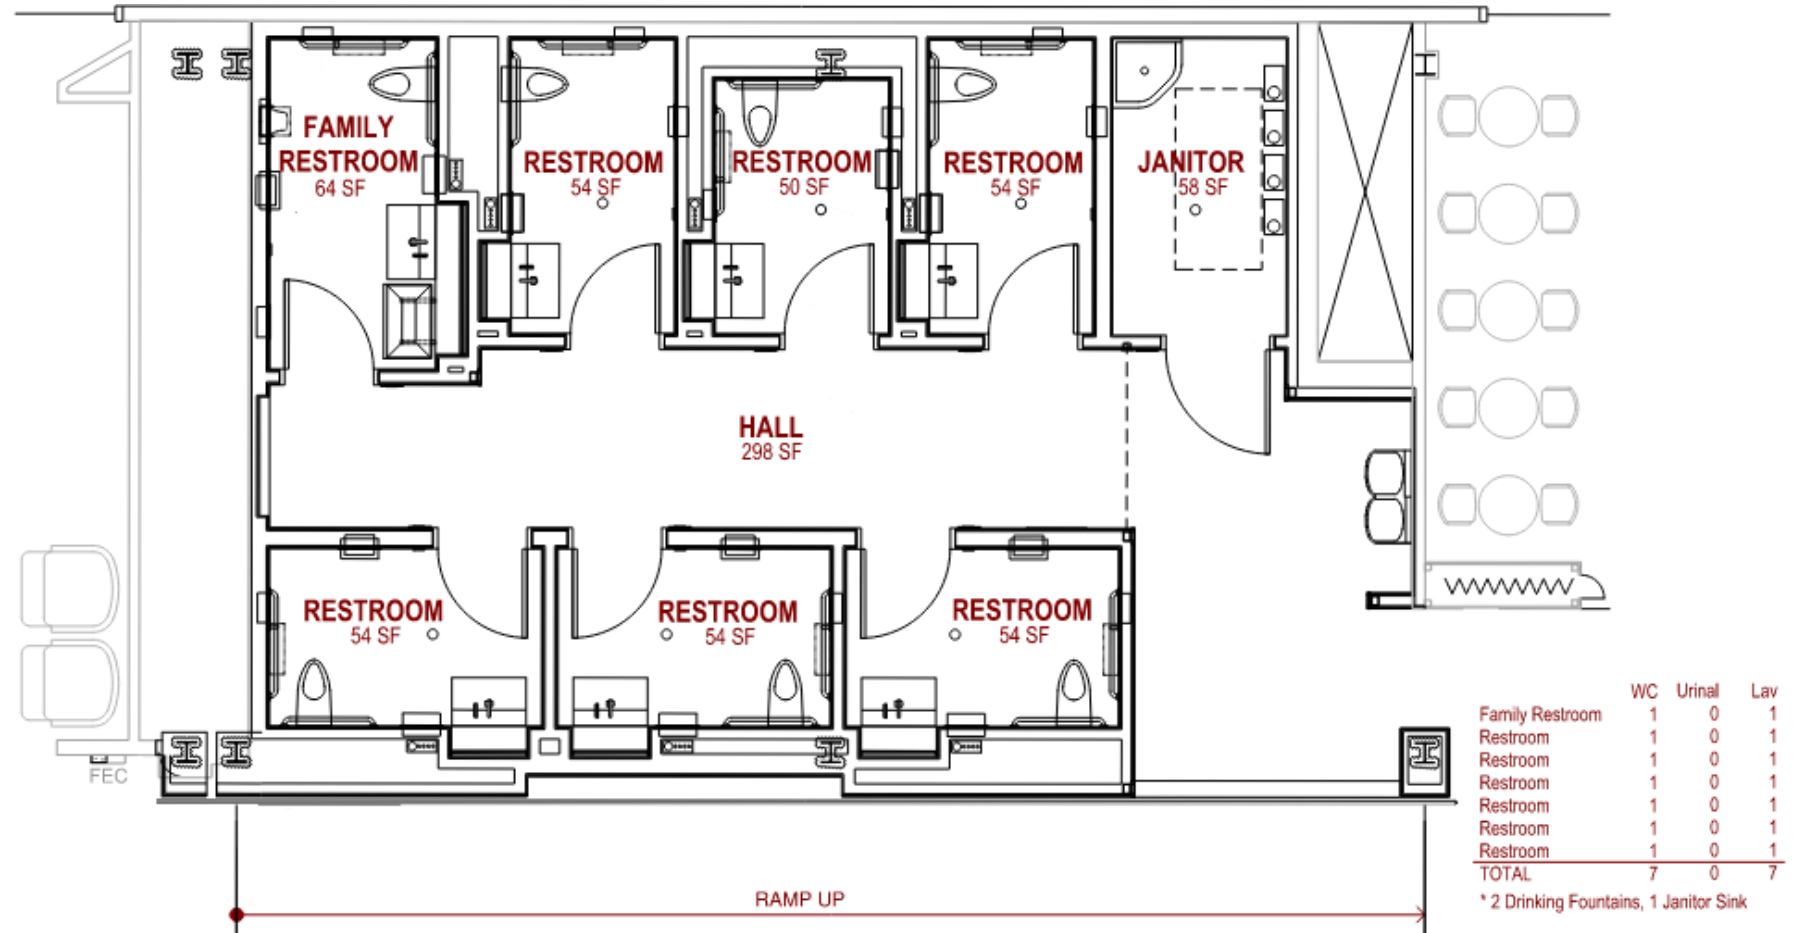 FAMILY
RESTROOM
64 SF
RESTROOM
54 SF
RESTROOM
50 SF
RESTROOM
54 SF
JANITOR
58 SF
HALL
298 SF
RESTROOM
54 SF
RESTROOM
54 SF
RESTROOM
54 SF
FEC
RAMP UP
WC Urinal Lav
Family Restroom 1 0 1
Restroom 1 0 1
Restroom 1 0 1
Restroom 1 0 1
Restroom 1 0 1
Restroom 1 0 1
Restroom 1 0 1
TOTAL 7 0 7
* 2 Drinking Fountains, 1 Janitor Sink